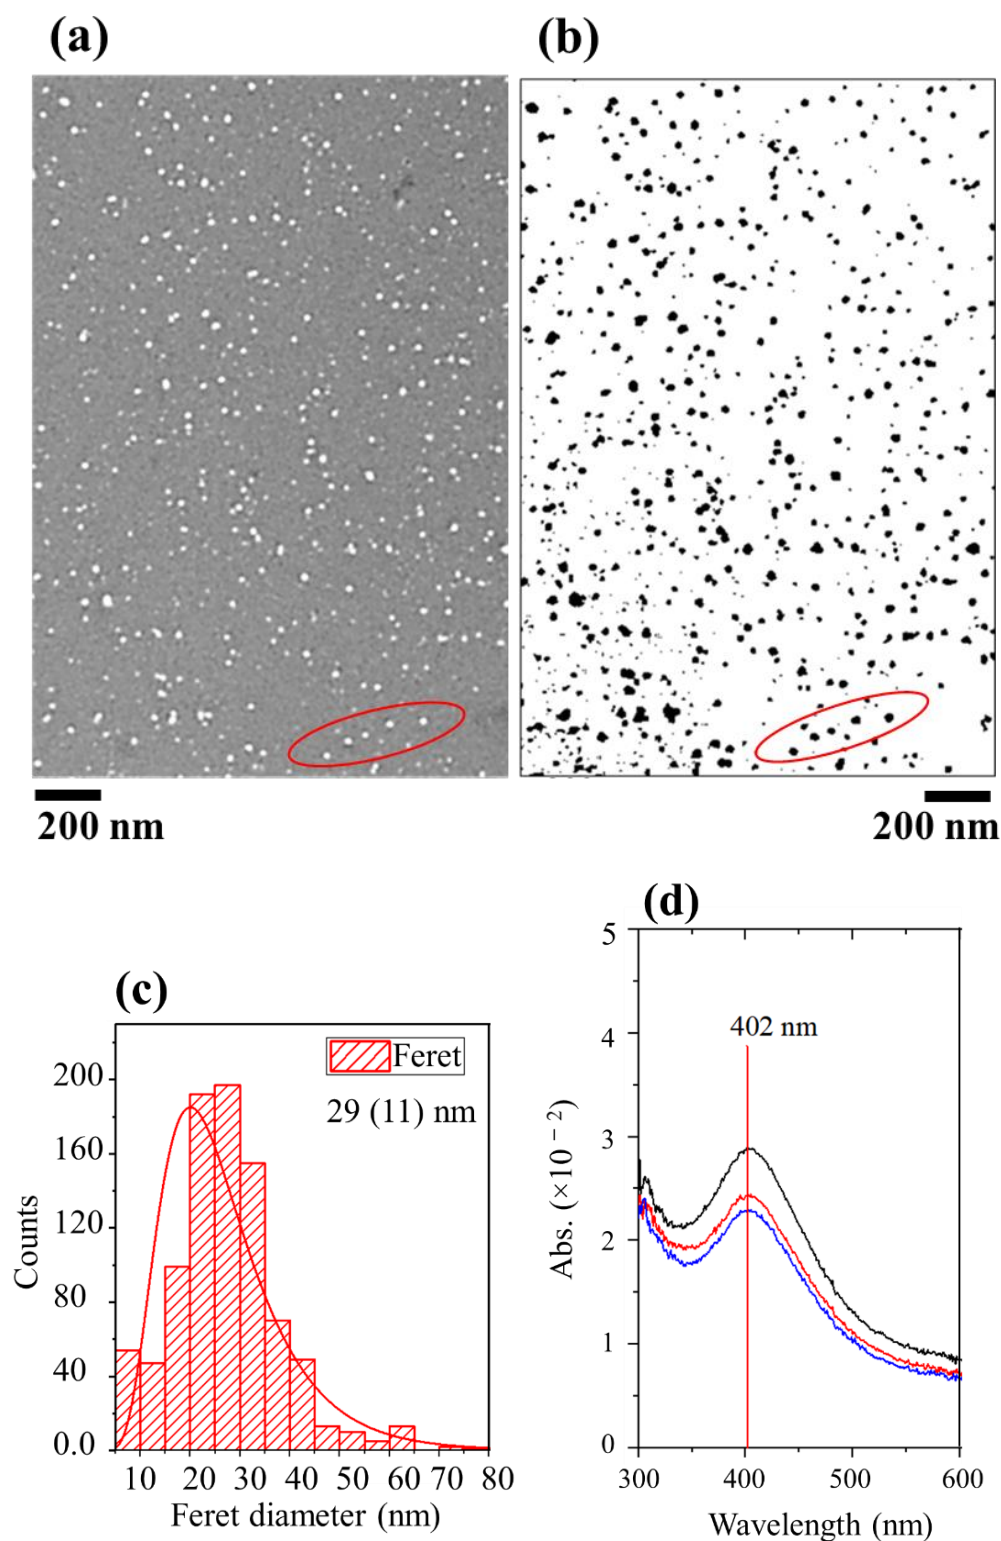 (a)
(b)
200 nm
200 nm
(c)
Feret
29 (11) nm
200
160
120
80
40
0.0
Counts
10 20 30 40 50 60 70 80
Feret diameter (nm)
(d)
402 nm
5
4
3
2
1
0
Abs. (×10⁻²)
300 400 500 600
Wavelength (nm)